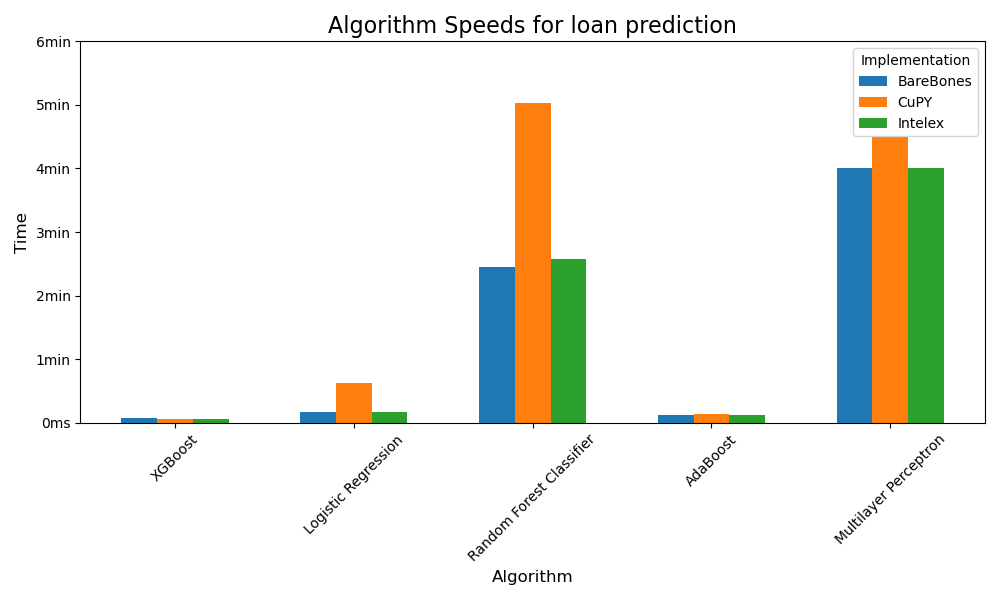 Algorithm Speeds for loan prediction
6min
5min
4min
3min
2min
1min
0ms
Time
Implementation
BareBones
CuPY
Intelex
XGBoost
Logistic Regression
Random Forest Classifier
AdaBoost
Multilayer Perceptron
Algorithm